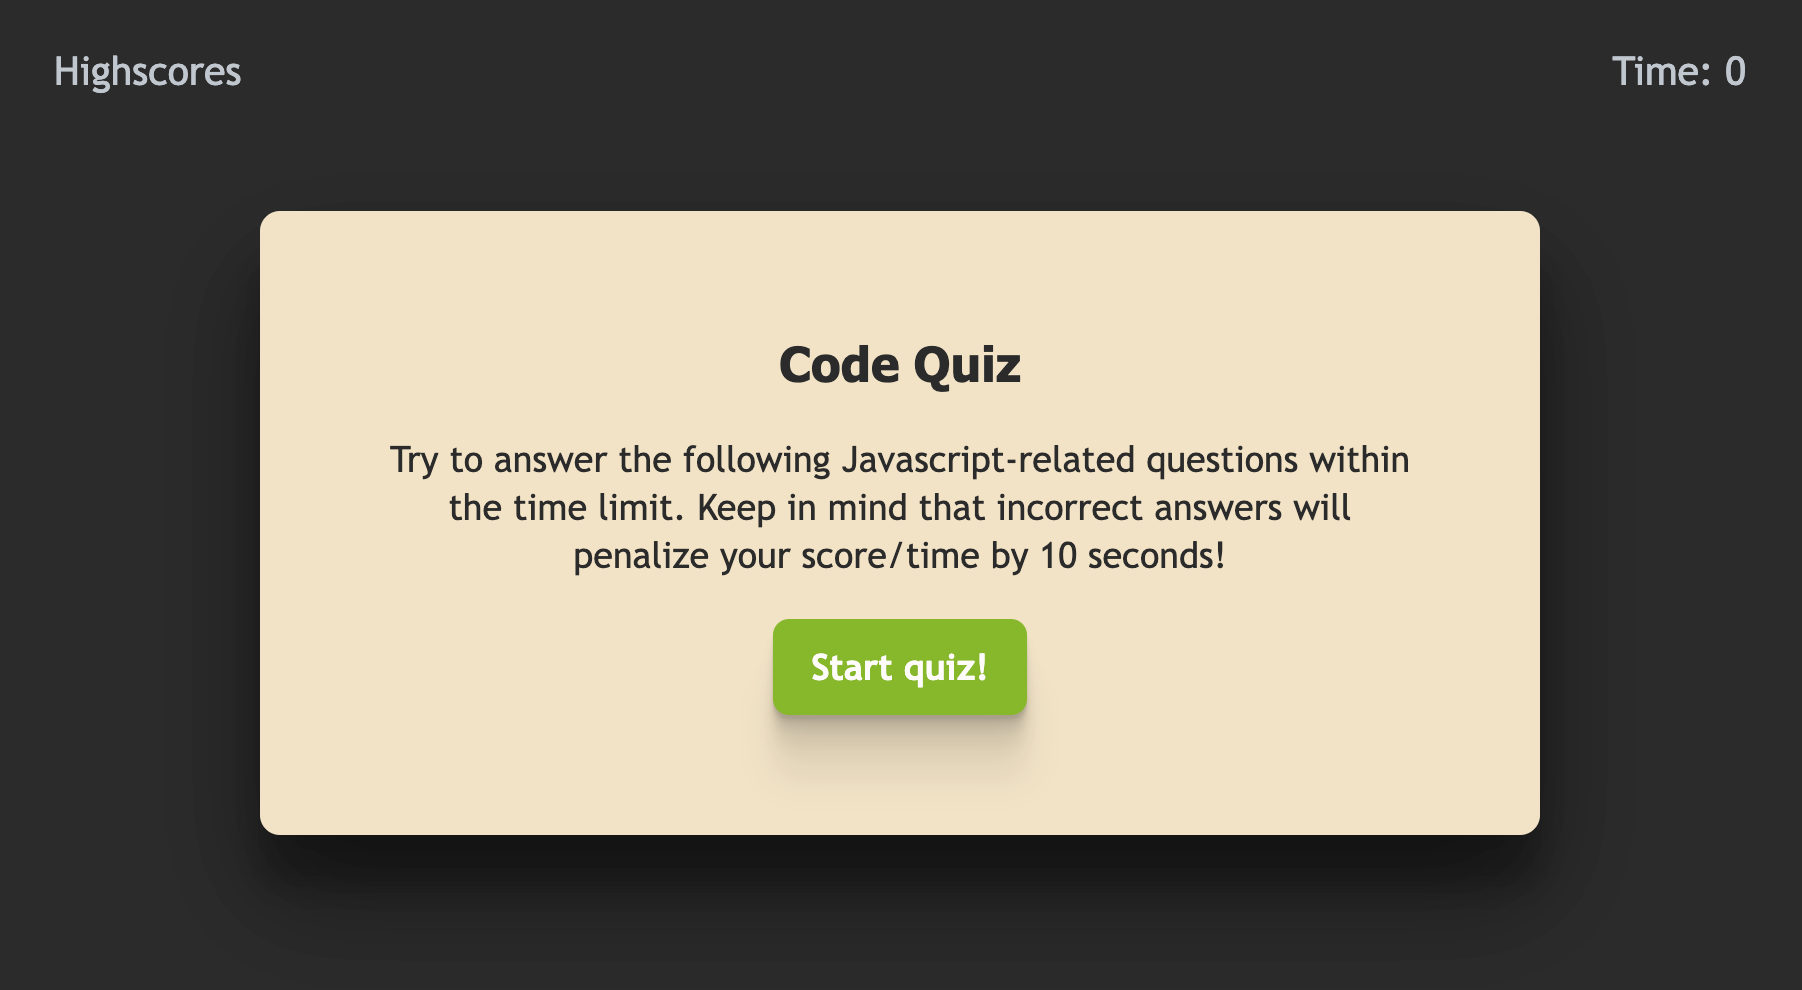 Highscores
Time: 0
Code Quiz
Try to answer the following Javascript-related questions within
the time limit. Keep in mind that incorrect answers will
penalize your score/time by 10 seconds!
Start quiz!